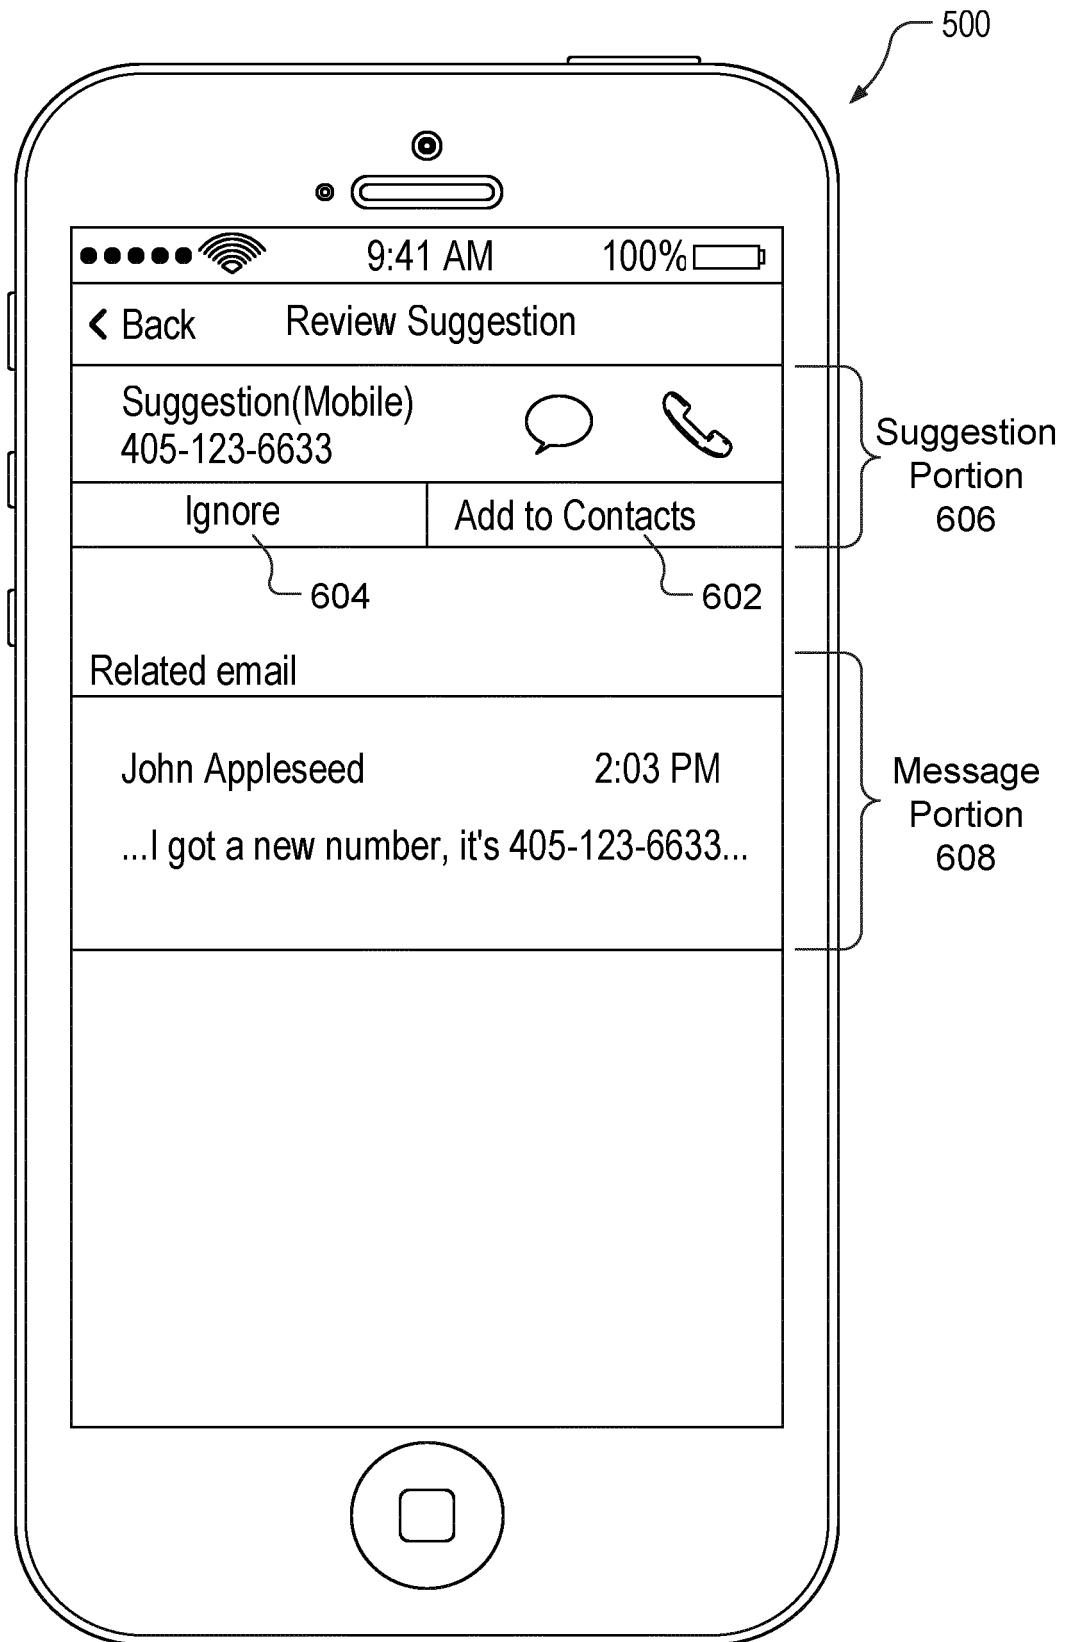 500
9:41 AM 100%
Back Review Suggestion
Suggestion(Mobile)
405-123-6633
Ignore Add to Contacts
Suggestion
Portion
606
604 602
Related email
John Appleseed 2:03 PM
...I got a new number, it's 405-123-6633...
Message
Portion
608